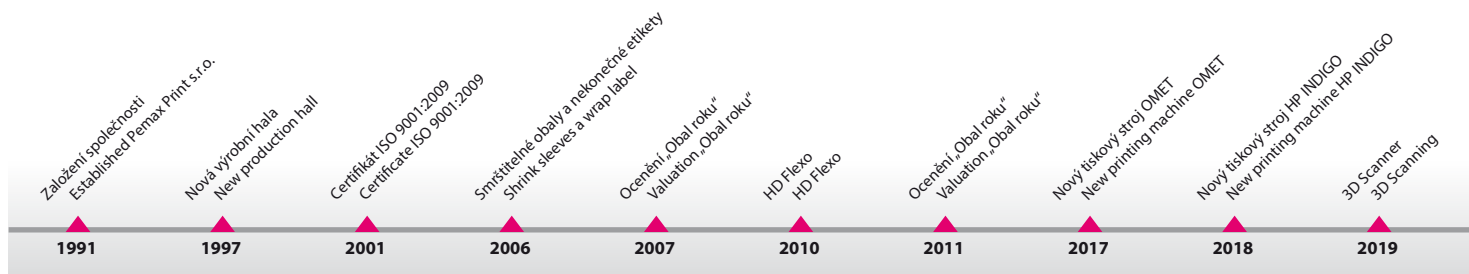 Založení společnosti
Established Pemax Print s.r.o.
1991
Nová výrobní hala
New production hall
1997
Certifikát ISO 9001:2009
Certificate ISO 9001:2009
2001
Smrštitelné obaly a nekonečné etikety
Shrink sleeves a wrap label
2006
Ocenění „Obal roku“
Valuation „Obal roku“
2007
HD Flexo
HD Flexo
2010
Ocenění „Obal roku“
Valuation „Obal roku“
2011
Nový tiskový stroj OMET
New printing machine OMET
2017
Nový tiskový stroj HP INDIGO
New printing machine HP INDIGO
2018
3D Scanner
3D Scanning
2019